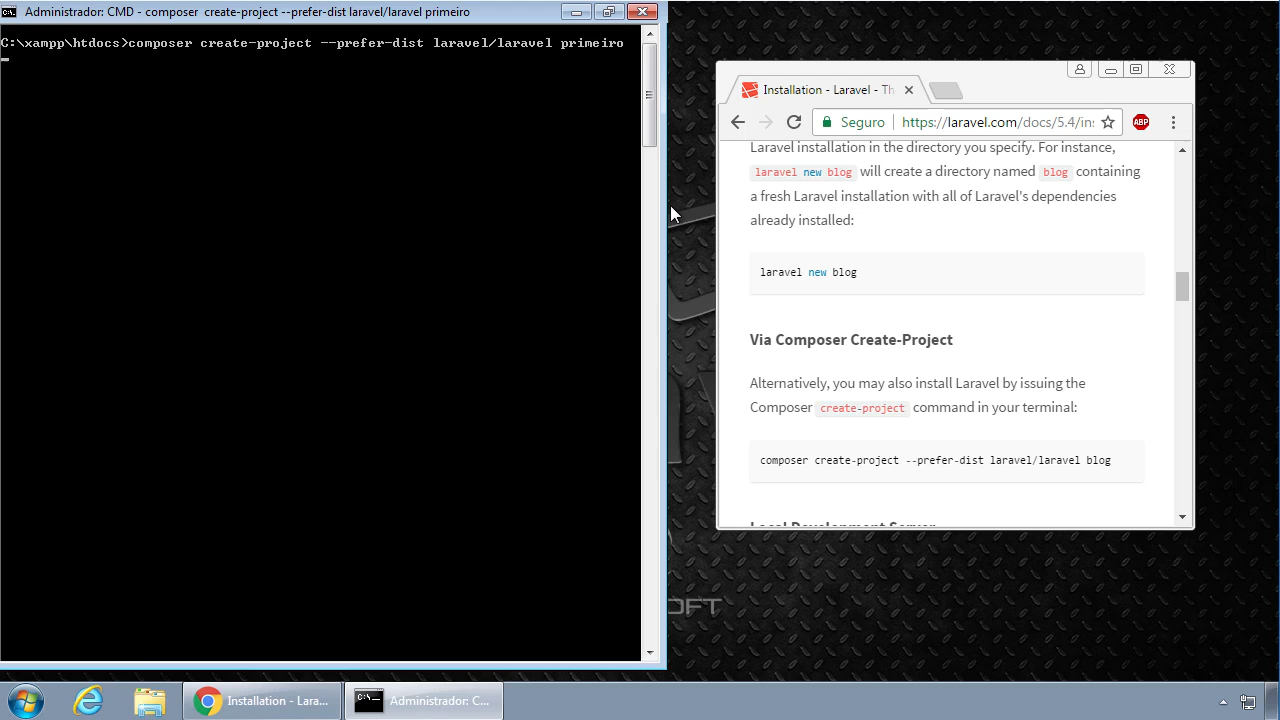 Administrador: CMD - composer  create-project --prefer-dist laravel/laravel primeiro
C:\xampp\htdocs>composer create-project --prefer-dist laravel/laravel primeiro
Installation - Laravel - Th
Seguro
https://laravel.com/docs/5.4/ins
ABP
Laravel installation in the directory you specify. For instance,
laravel new blog will create a directory named blog containing
a fresh Laravel installation with all of Laravel's dependencies
already installed:
laravel new blog
Via Composer Create-Project
Alternatively, you may also install Laravel by issuing the
Composer create-project command in your terminal:
composer create-project --prefer-dist laravel/laravel blog
Local Development Server
Installation - Lara...
Administrador: C...